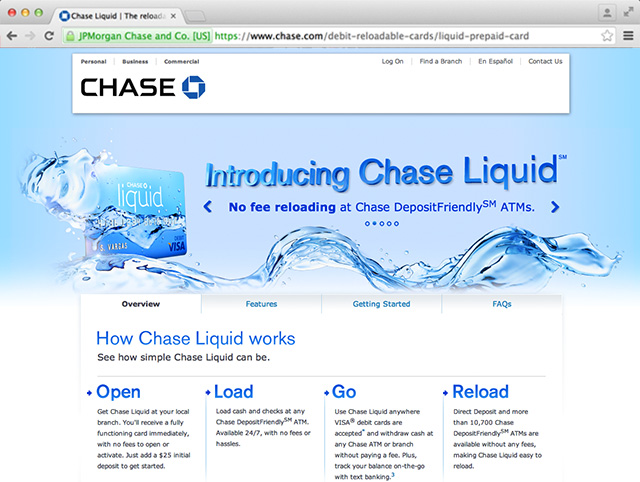 Chase Liquid | The reloada
JPMorgan Chase and Co. [US] https://www.chase.com/debit-reloadable-cards/liquid-prepaid-card
Personal Business Commercial Log On Find a Branch En Español Contact Us
CHASE
Introducing Chase Liquid℠
No fee reloading at Chase DepositFriendly℠ ATMs.
CHASE
liquid
DEBIT
S. VARGAS VISA
Overview Features Getting Started FAQs
How Chase Liquid works
See how simple Chase Liquid can be.
Open
Get Chase Liquid at your local
branch. You'll receive a fully
functioning card immediately,
with no fees to open or
activate. Just add a $25 initial
deposit to get started.
Load
Load cash and checks at any
Chase DepositFriendly℠ ATM.
Available 24/7, with no fees or
hassles.
Go
Use Chase Liquid anywhere
VISA® debit cards are
accepted* and withdraw cash at
any Chase ATM or branch
without paying a fee. Plus,
track your balance on-the-go
with text banking.³
Reload
Direct Deposit and more
than 10,700 Chase
DepositFriendly℠ ATMs are
available without any fees,
making Chase Liquid easy to
reload.